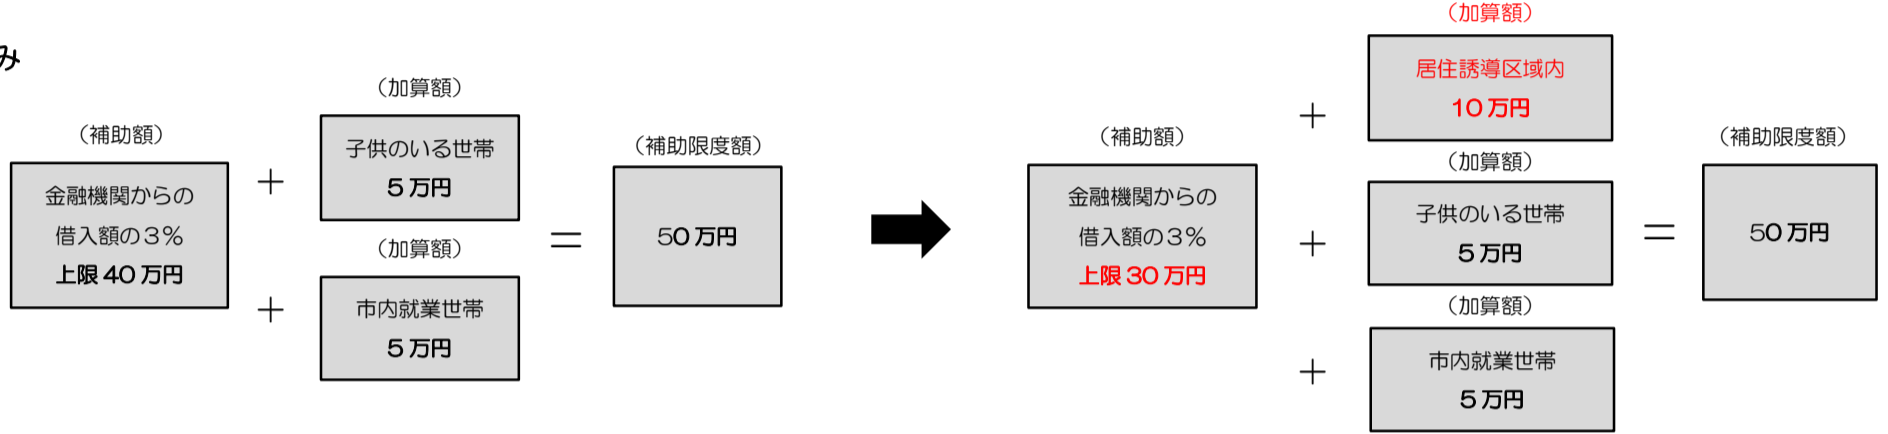 み
（補助額）
金融機関からの
借入額の３％
上限 40 万円
＋
＋
（加算額）
子供のいる世帯
５万円
（加算額）
市内就業世帯
５万円
＝
（補助限度額）
50 万円
（補助額）
金融機関からの
借入額の３％
上限 30 万円
＋
＋
＋
（加算額）
居住誘導区域内
10 万円
（加算額）
子供のいる世帯
５万円
（加算額）
市内就業世帯
５万円
＝
（補助限度額）
50 万円